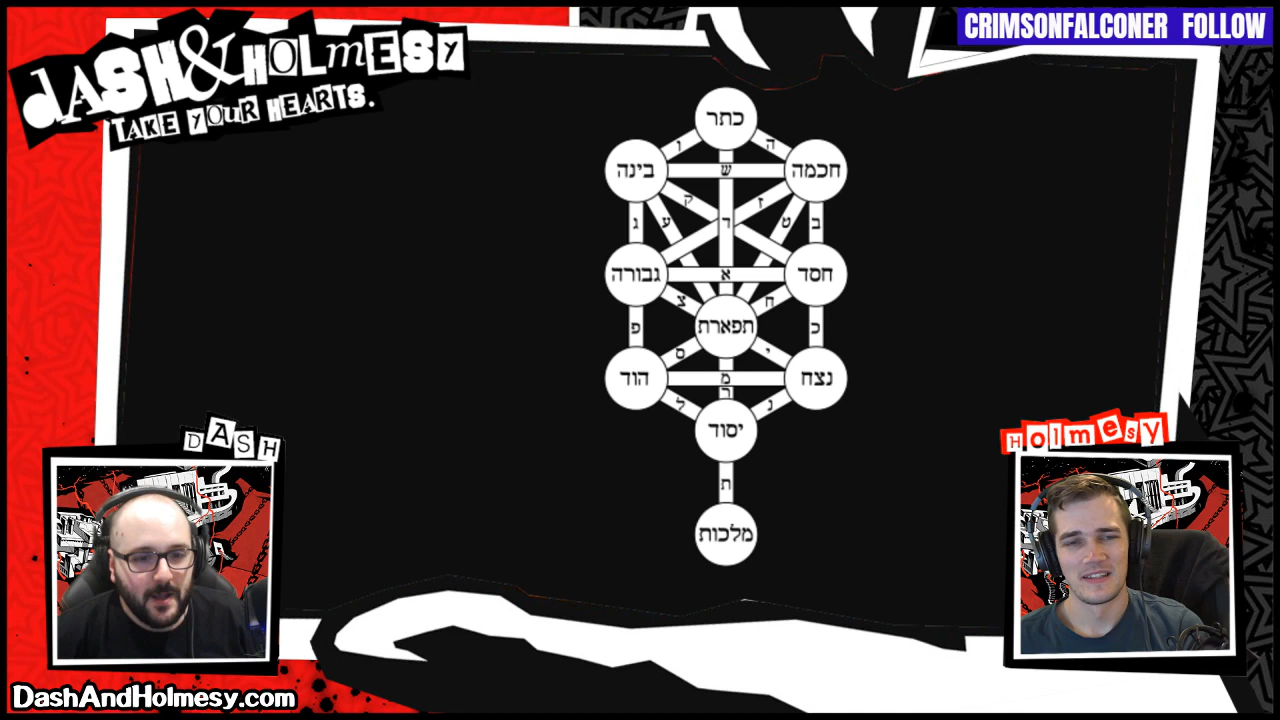 DASH&HOLMESY
TAKE YOUR HEARTS.
CRIMSONFALCONER FOLLOW
כתר
ו
ה
בינה
ש
חכמה
ק
ז
ג
ע
ד
ט
ב
גבורה
א
חסד
צ
ח
פ
תפארת
כ
ס
י
הוד
מ
נצח
ר
ל
נ
יסוד
ת
מלכות
DASH
Holmesy
DashAndHolmesy.com